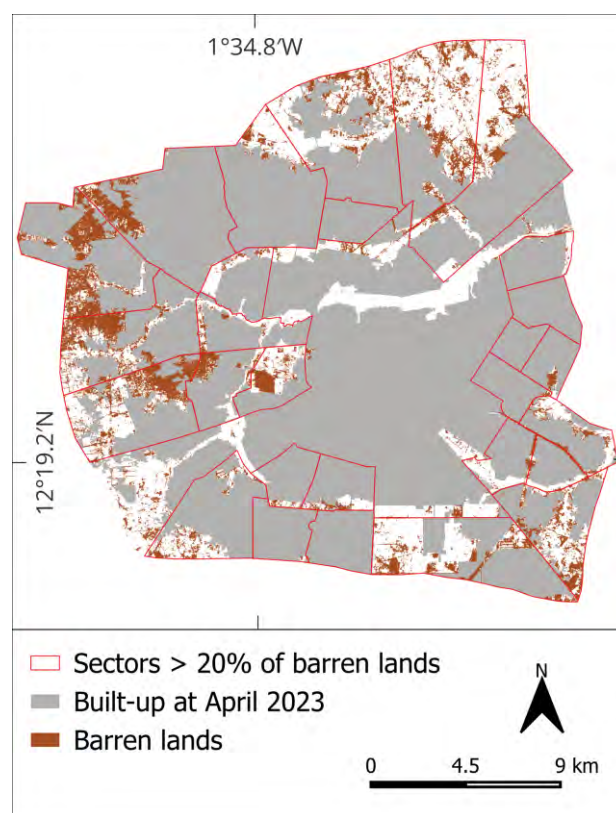 1°34.8′W
12°19.2′N
Sectors > 20% of barren lands
Built-up at April 2023
Barren lands
N
0 4.5 9 km